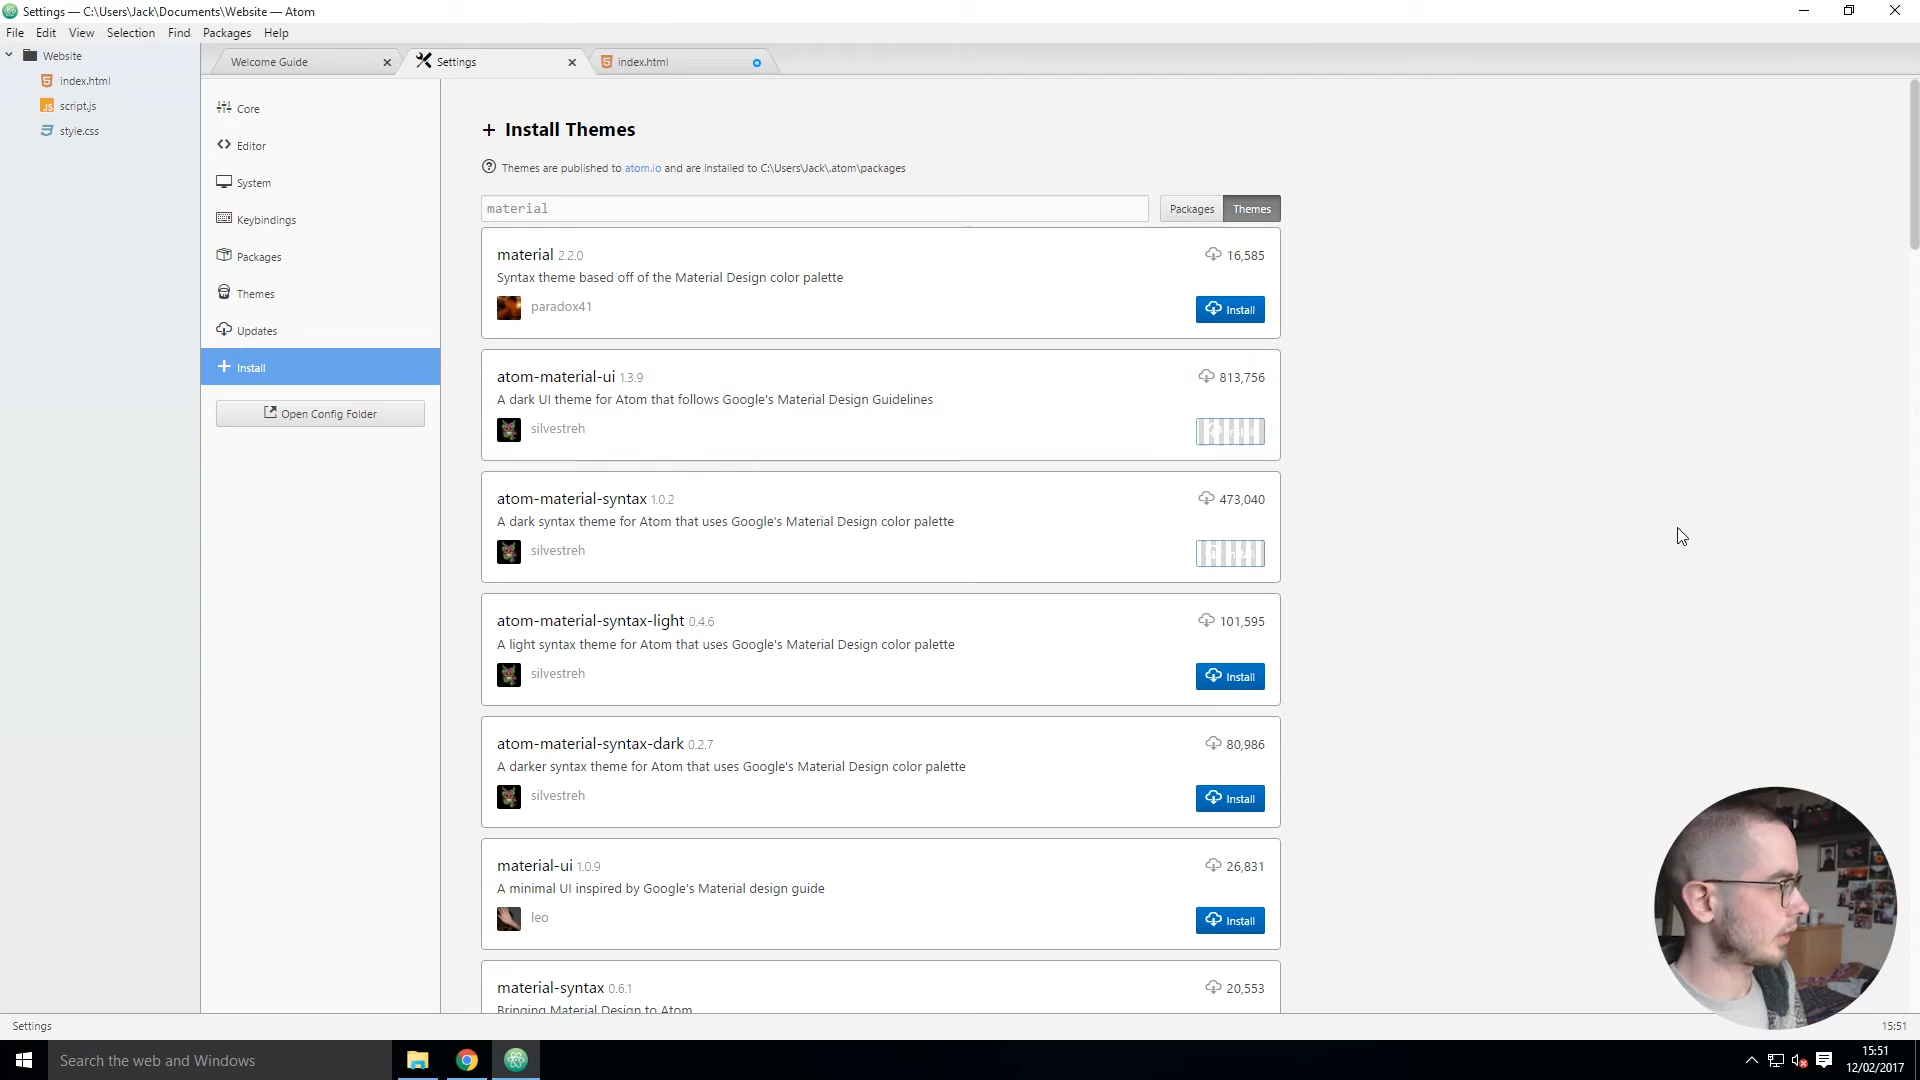 Settings — C:\Users\Jack\Documents\Website — Atom
File Edit View Selection Find Packages Help
Website
index.html
script.js
style.css
Welcome Guide
Settings
index.html
Core
Editor
System
Keybindings
Packages
Themes
Updates
Install
Open Config Folder
Install Themes
Themes are published to atom.io and are installed to C:\Users\Jack\.atom\packages
material
Packages Themes
material 2.2.0 16,585
Syntax theme based off of the Material Design color palette
paradox41 Install
atom-material-ui 1.3.9 813,756
A dark UI theme for Atom that follows Google's Material Design Guidelines
silvestreh
atom-material-syntax 1.0.2 473,040
A dark syntax theme for Atom that uses Google's Material Design color palette
silvestreh
atom-material-syntax-light 0.4.6 101,595
A light syntax theme for Atom that uses Google's Material Design color palette
silvestreh Install
atom-material-syntax-dark 0.2.7 80,986
A darker syntax theme for Atom that uses Google's Material Design color palette
silvestreh Install
material-ui 1.0.9 26,831
A minimal UI inspired by Google's Material design guide
leo Install
material-syntax 0.6.1 20,553
Bringing Material Design to Atom
Settings 15:51
Search the web and Windows
15:51
12/02/2017